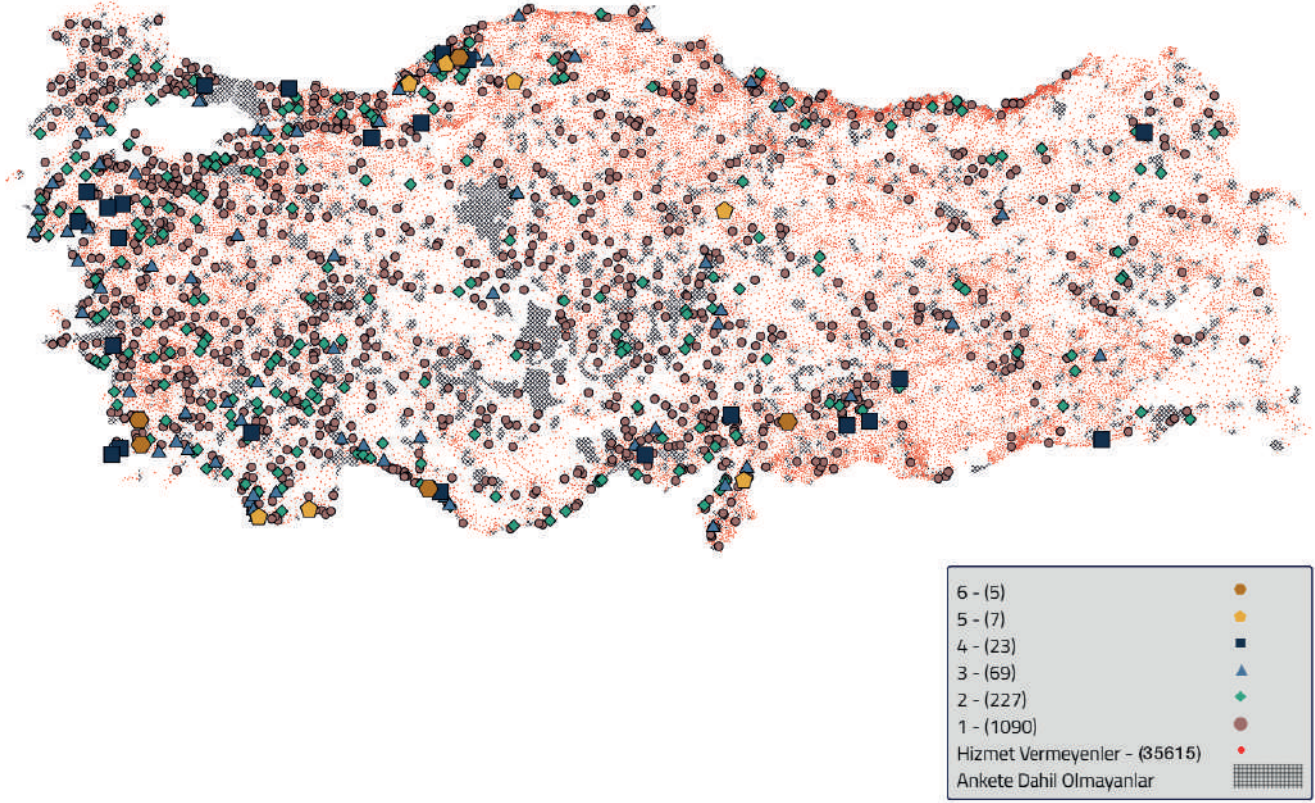 6 - (5)
5 - (7)
4 - (23)
3 - (69)
2 - (227)
1 - (1090)
Hizmet Vermeyenler - (35615)
Ankete Dahil Olmayanlar